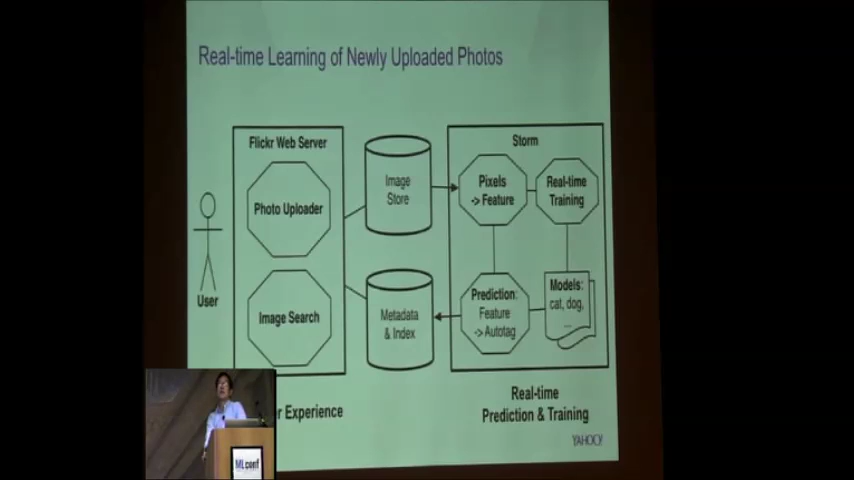 Real-time Learning of Newly Uploaded Photos
Flickr Web Server
Photo Uploader
Image Search
User
Image
Store
Metadata
& Index
Storm
Pixels
-> Feature
Real-time
Training
Prediction:
Feature
-> Autotag
Models:
cat, dog,
...
r Experience
Real-time
Prediction & Training
YAHOO!
MLconf